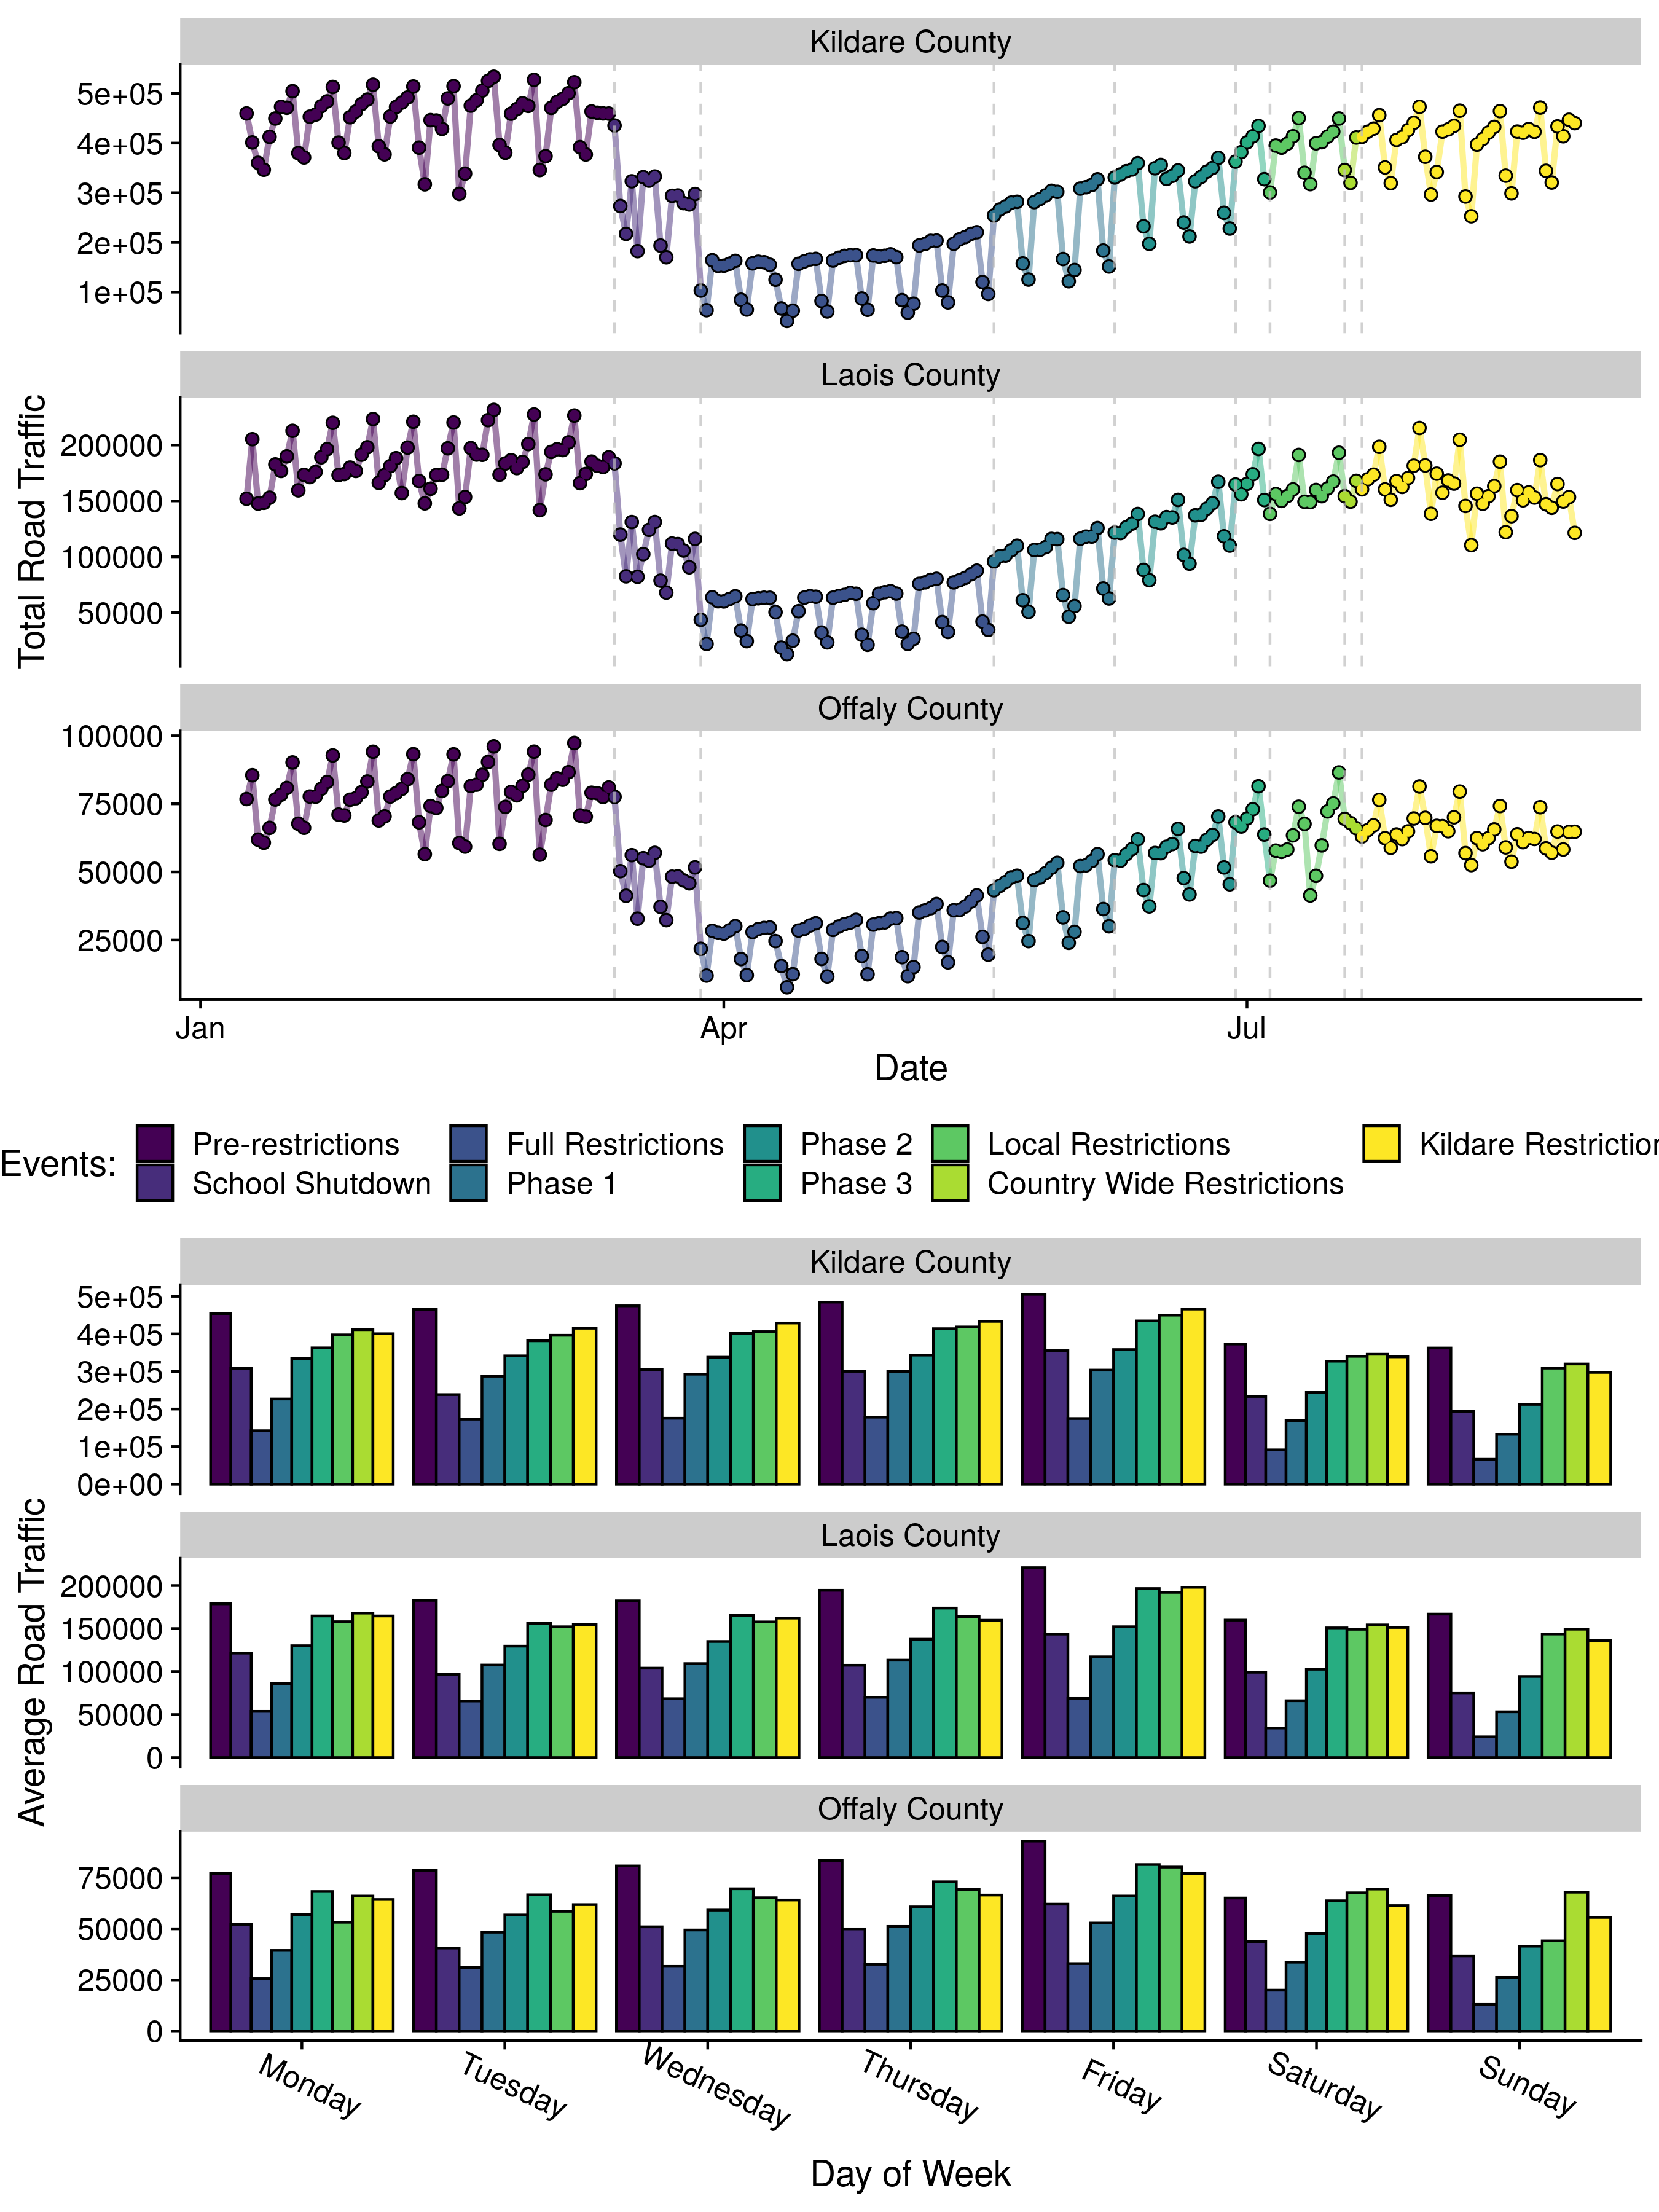 Kildare County
5e+05
4e+05
3e+05
2e+05
1e+05
Laois County
200000
150000
100000
50000
Offaly County
100000
75000
50000
25000
Total Road Traffic
Jan Apr Jul
Date
Events:
Pre-restrictions Full Restrictions Phase 2 Local Restrictions Kildare Restriction
School Shutdown Phase 1 Phase 3 Country Wide Restrictions
Kildare County
5e+05
4e+05
3e+05
2e+05
1e+05
0e+00
Laois County
200000
150000
100000
50000
0
Offaly County
75000
50000
25000
0
Average Road Traffic
Monday Tuesday Wednesday Thursday Friday Saturday Sunday
Day of Week